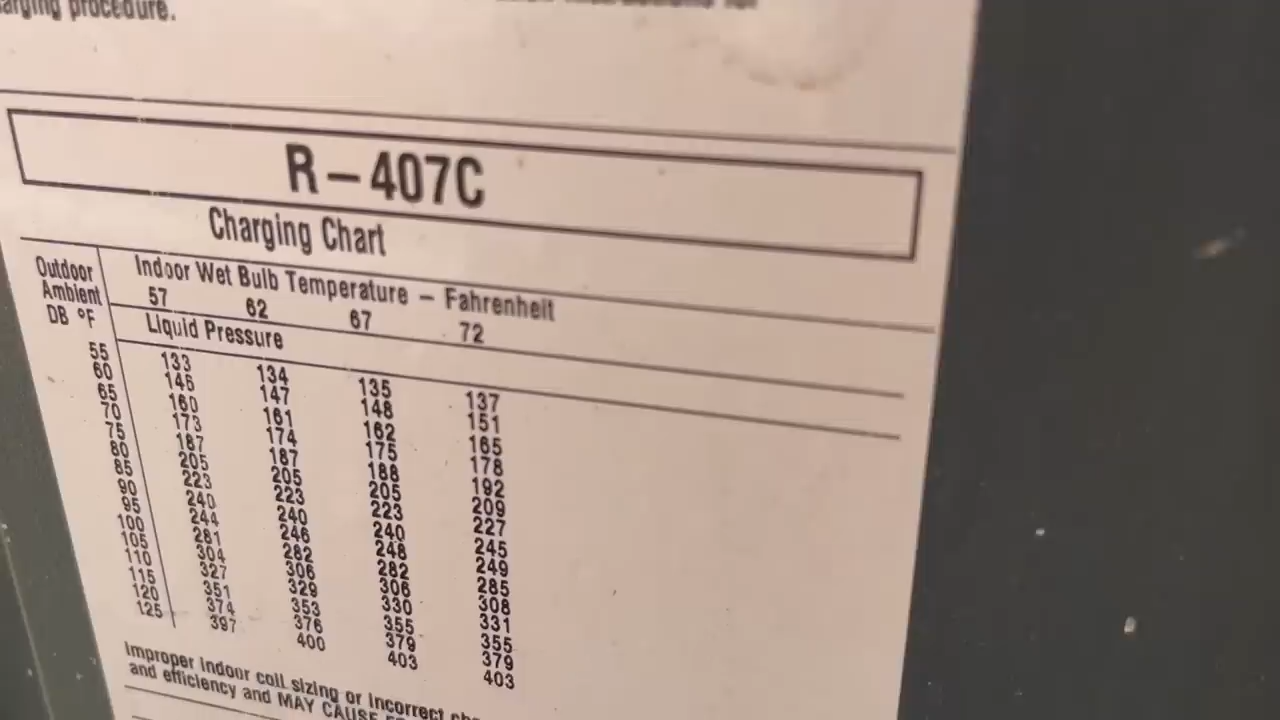 arging procedure.
R-407C
Charging Chart
Outdoor Ambient DB °F
Indoor Wet Bulb Temperature - Fahrenheit
57 62 67 72
Liquid Pressure
55 133 134 135 137
60 146 147 148 151
65 160 161 162 165
70 173 174 175 178
75 187 187 188 192
80 205 205 205 209
85 223 223 223 227
90 240 240 240 245
95 244 246 248 249
100 281 282 282 285
105 304 306 306 308
110 327 329 330 331
115 351 353 355 355
120 374 376 379 379
125 397 400 403 403
Improper indoor coil sizing or incorrect
and efficiency and MAY CAUSE